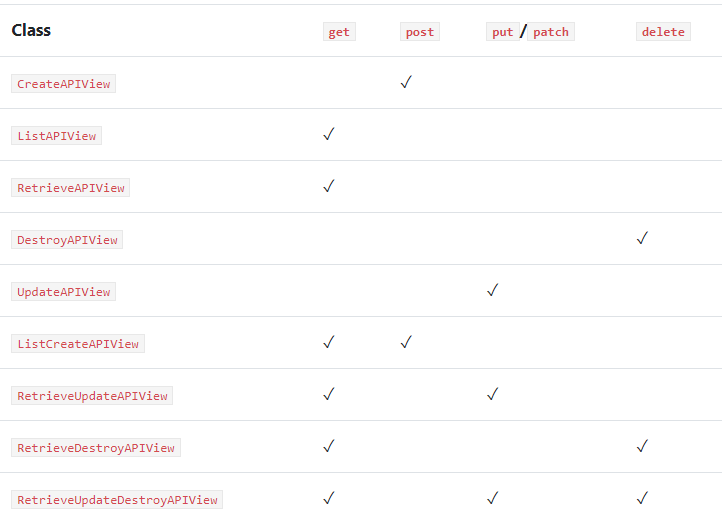 Class get post put / patch delete
CreateAPIView ✓
ListAPIView ✓
RetrieveAPIView ✓
DestroyAPIView ✓
UpdateAPIView ✓
ListCreateAPIView ✓ ✓
RetrieveUpdateAPIView ✓ ✓
RetrieveDestroyAPIView ✓ ✓
RetrieveUpdateDestroyAPIView ✓ ✓ ✓